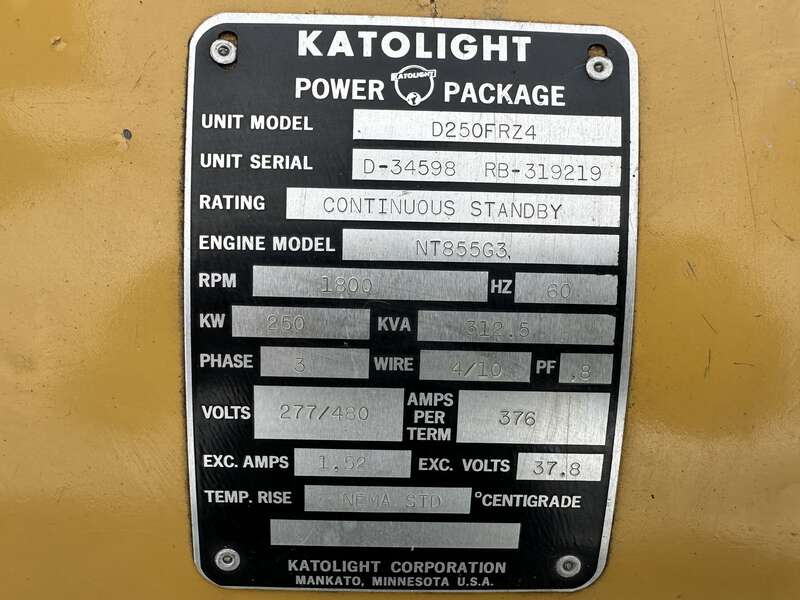 KATOLIGHT
POWER KATOLIGHT PACKAGE
UNIT MODEL D250FRZ4
UNIT SERIAL D-34598 RB-319219
RATING CONTINUOUS STANDBY
ENGINE MODEL NT855G3
RPM 1800 HZ 60
KW 250 KVA 312.5
PHASE 3 WIRE 4/10 PF .8
VOLTS 277/480 AMPS PER TERM 376
EXC. AMPS 1.52 EXC. VOLTS 37.8
TEMP. RISE NEMA STD °CENTIGRADE
KATOLIGHT CORPORATION
MANKATO, MINNESOTA U.S.A.